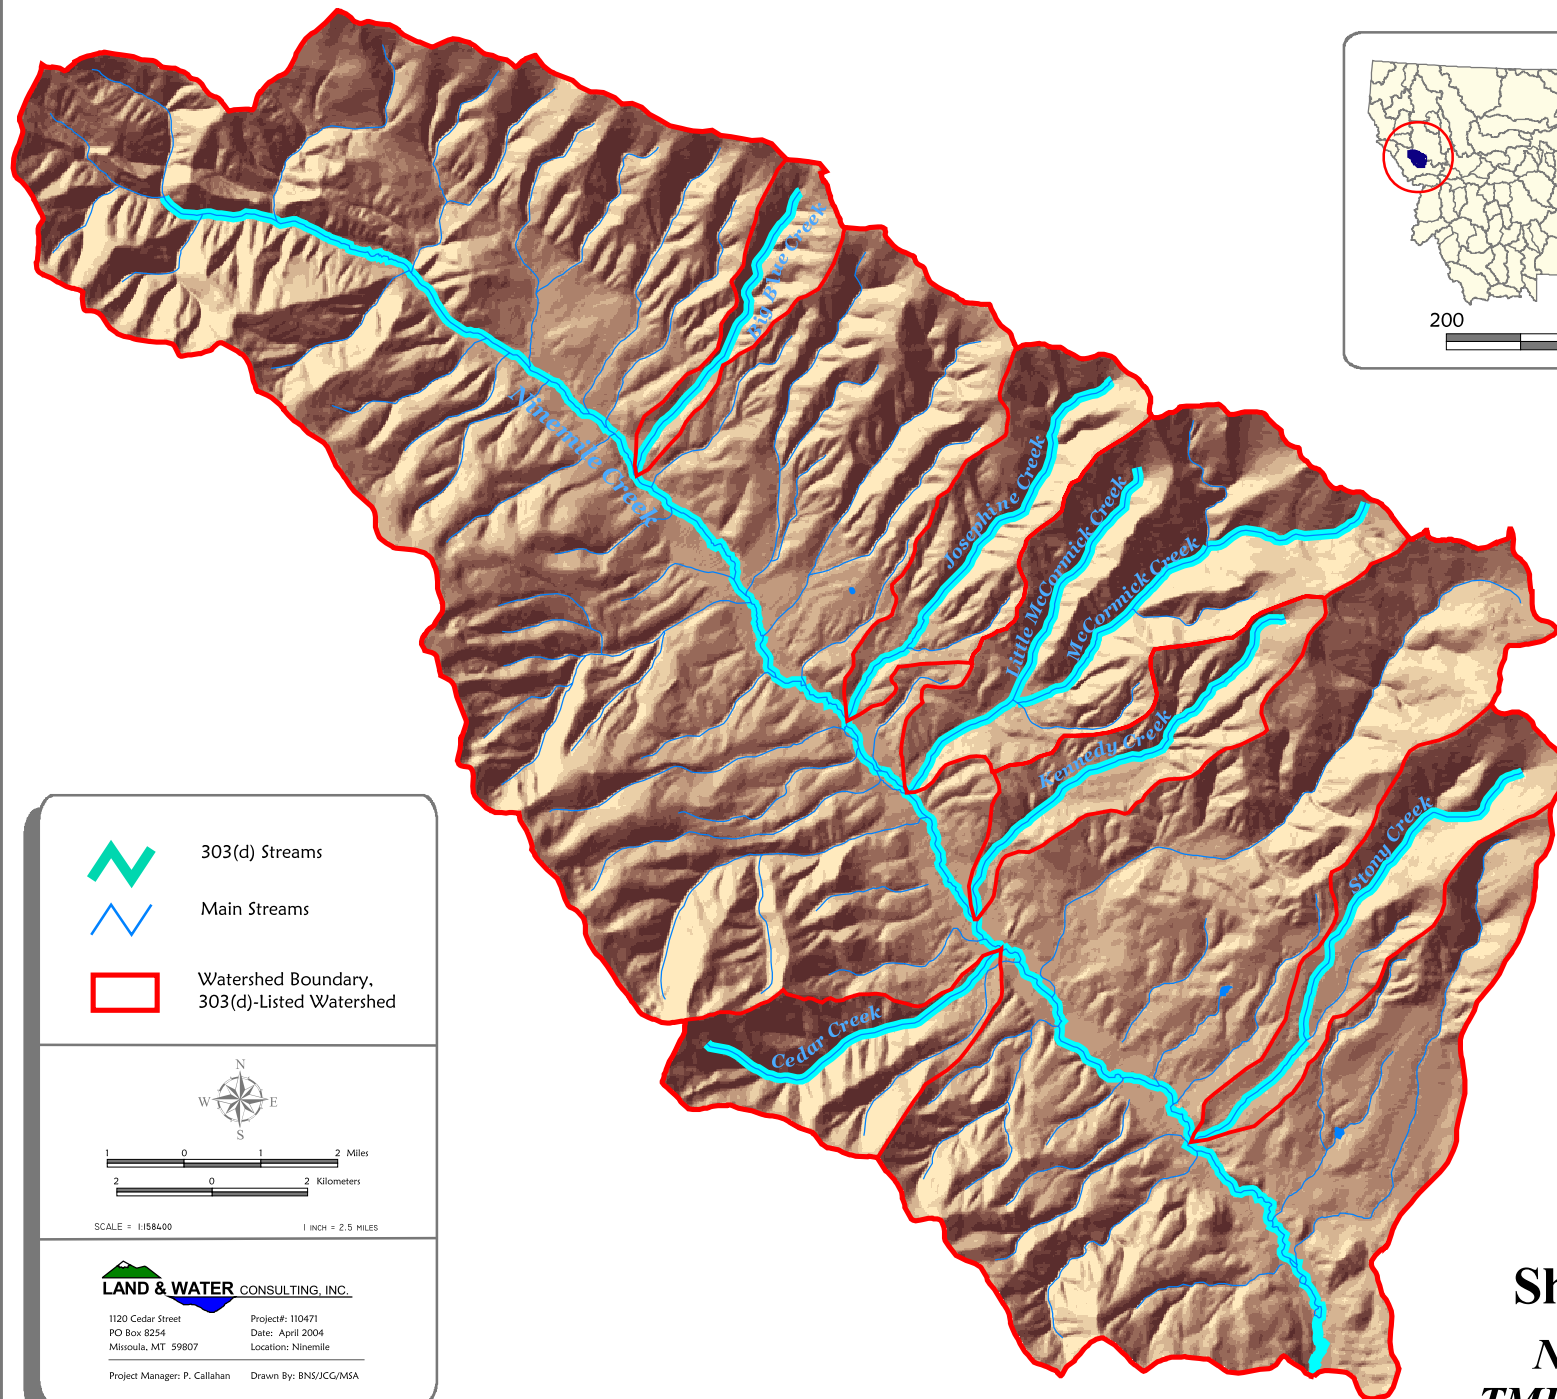 200
Big Blue Creek
Ninemile Creek
Josephine Creek
Little McCormick Creek
McCormick Creek
Kennedy Creek
Stony Creek
Cedar Creek
303(d) Streams
Main Streams
Watershed Boundary,
303(d)-Listed Watershed
N
W E
S
1 0 1 2 Miles
2 0 2 Kilometers
SCALE = 1:158400 1 INCH = 2.5 MILES
LAND & WATER CONSULTING, INC.
1120 Cedar Street Project#: 110471
PO Box 8254 Date: April 2004
Missoula, MT 59807 Location: Ninemile
Project Manager: P. Callahan Drawn By: BNS/JCG/MSA
Sh
N